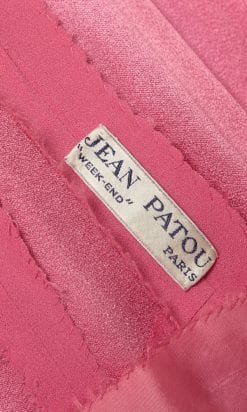 JEAN PATOU
"WEEK-END" PARIS